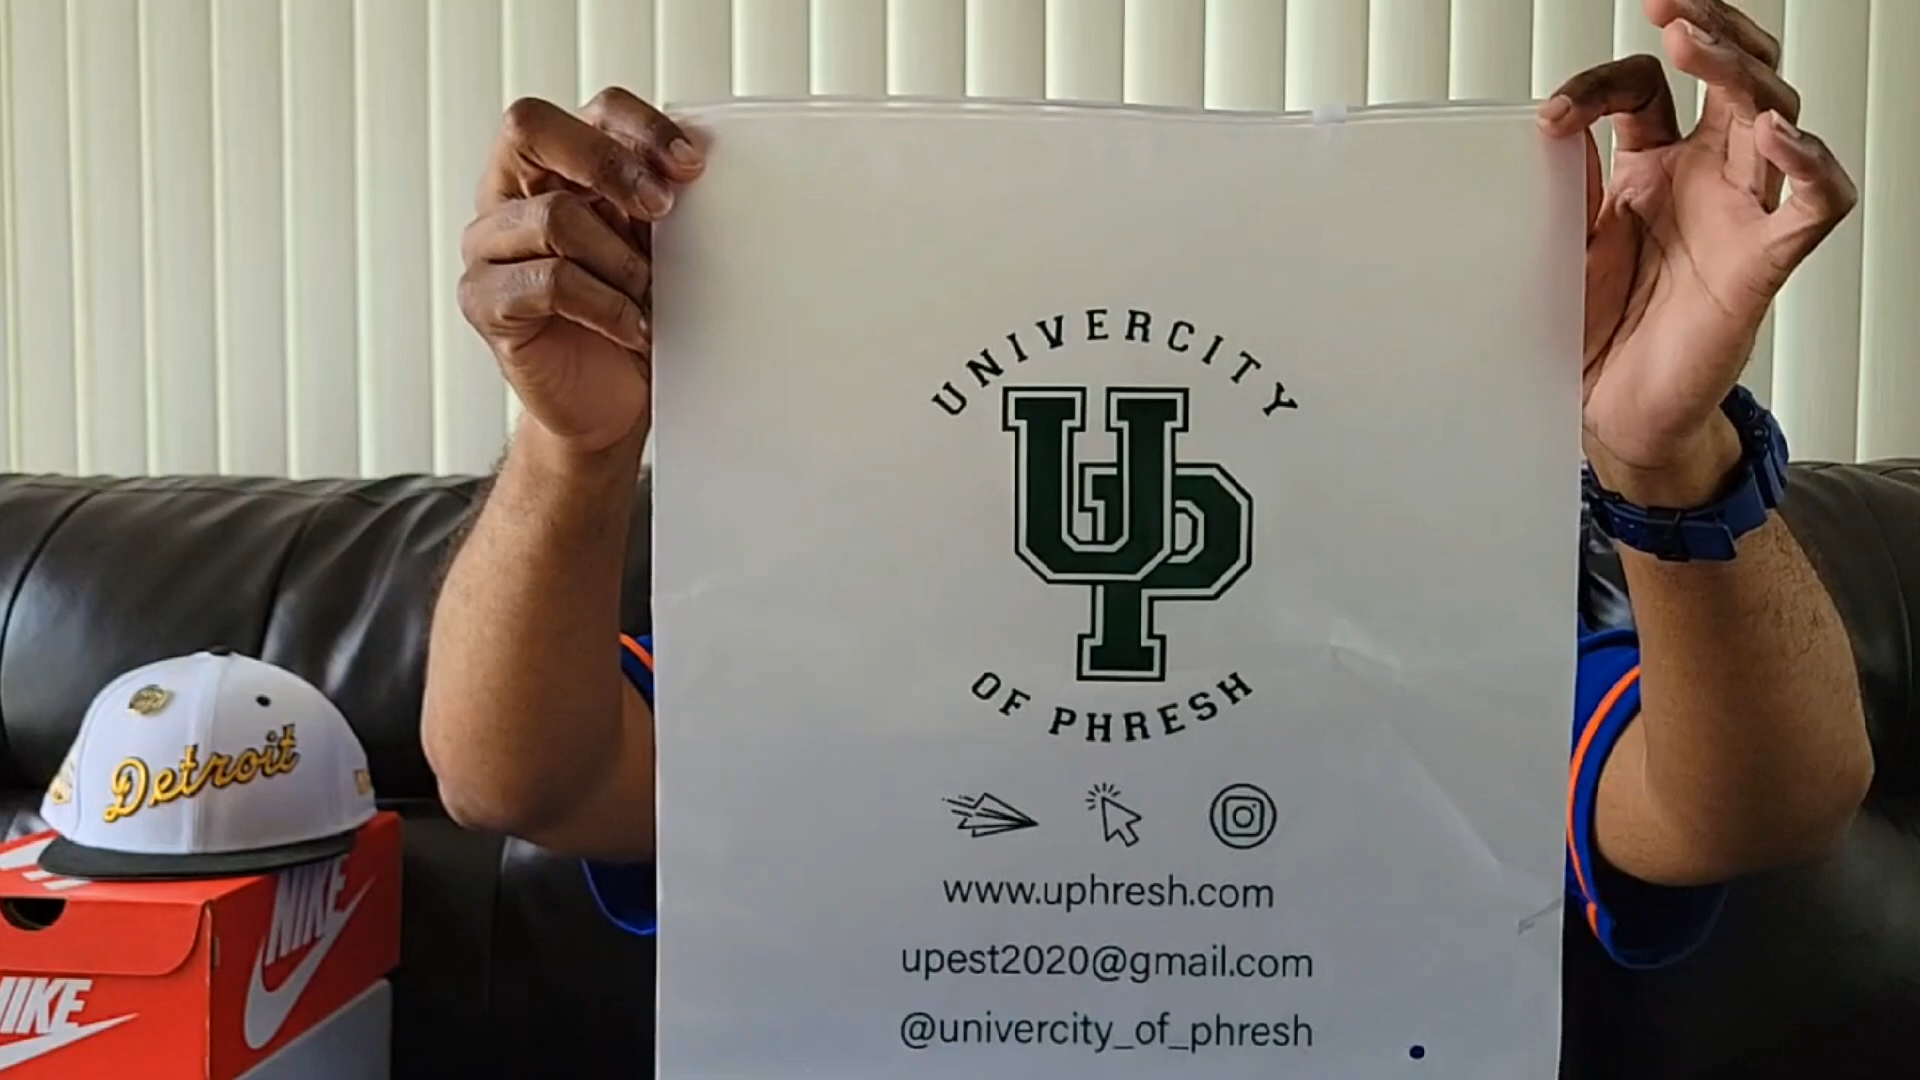 UNIVERCITY
UP
OF PHRESH
www.uphresh.com
upest2020@gmail.com
@univercity_of_phresh
Detroit
NIKE
NIKE